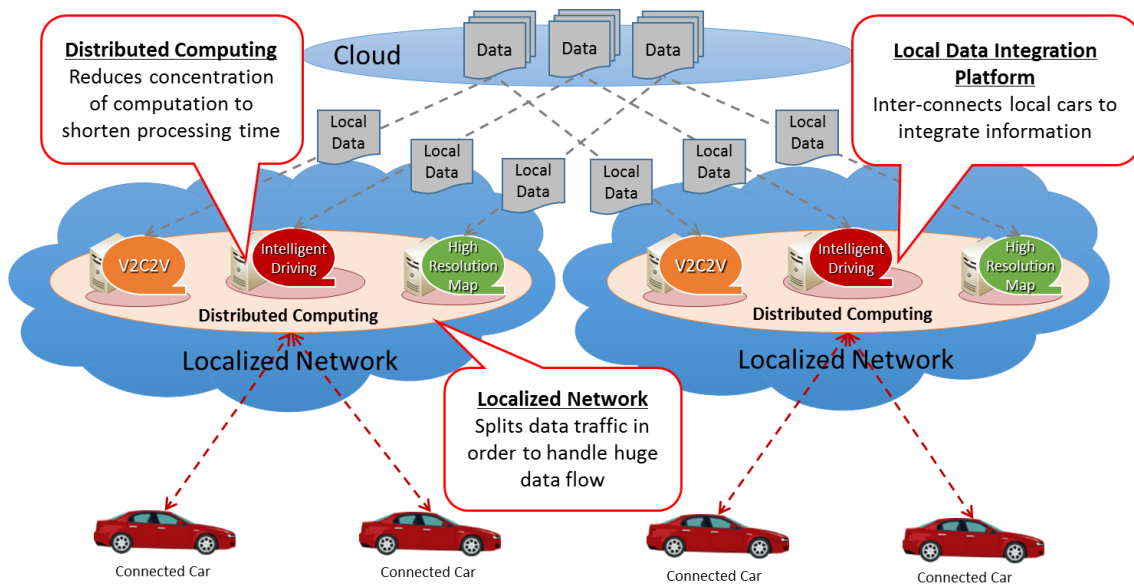 Distributed Computing
Reduces concentration
of computation to
shorten processing time
Cloud
Data
Data
Data
Local Data Integration
Platform
Inter-connects local cars to
integrate information
Local
Data
Local
Data
Local
Data
Local
Data
Local
Data
Local
Data
V2C2V
Intelligent
Driving
High
Resolution
Map
Distributed Computing
Localized Network
V2C2V
Intelligent
Driving
High
Resolution
Map
Distributed Computing
Localized Network
Localized Network
Splits data traffic in
order to handle huge
data flow
Connected Car
Connected Car
Connected Car
Connected Car